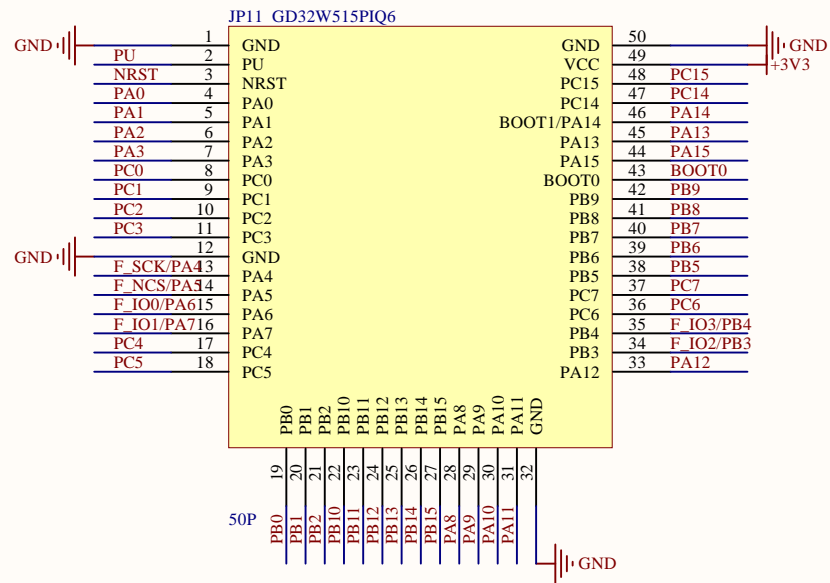 JP11 GD32W515PIQ6
GND 1 GND GND 50 GND
PU 2 PU VCC 49 +3V3
NRST 3 NRST PC15 48 PC15
PA0 4 PA0 PC14 47 PC14
PA1 5 PA1 BOOT1/PA14 46 PA14
PA2 6 PA2 PA13 45 PA13
PA3 7 PA3 PA15 44 PA15
PC0 8 PC0 BOOT0 43 BOOT0
PC1 9 PC1 PB9 42 PB9
PC2 10 PC2 PB8 41 PB8
PC3 11 PC3 PB7 40 PB7
GND 12 GND PB6 39 PB6
F_SCK/PA4 13 PA4 PB5 38 PB5
F_NCS/PA5 14 PA5 PC7 37 PC7
F_IO0/PA6 15 PA6 PC6 36 PC6
F_IO1/PA7 16 PA7 PB4 35 F_IO3/PB4
PC4 17 PC4 PB3 34 F_IO2/PB3
PC5 18 PC5 PA12 33 PA12
PB0 PB1 PB2 PB10 PB11 PB12 PB13 PB14 PB15 PA8 PA9 PA10 PA11 GND
19 20 21 22 23 24 25 26 27 28 29 30 31 32
50P PB0 PB1 PB2 PB10 PB11 PB12 PB13 PB14 PB15 PA8 PA9 PA10 PA11
GND